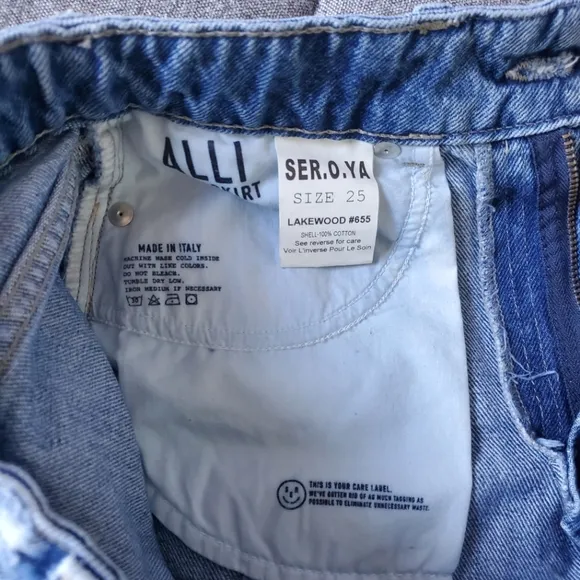 ALLI
SKIRT
SER.O.YA
SIZE 25
LAKEWOOD #655
SHELL-100% COTTON
See reverse for care
Voir L'inverse Pour Le Soin
MADE IN ITALY
MACHINE WASH COLD INSIDE
OUT WITH LIKE COLORS.
DO NOT BLEACH.
TUMBLE DRY LOW.
IRON MEDIUM IF NECESSARY
THIS IS YOUR CARE LABEL.
WE'VE GOTTEN RID OF AS MUCH TAGGING AS
POSSIBLE TO ELIMINATE UNNECESSARY WASTE.